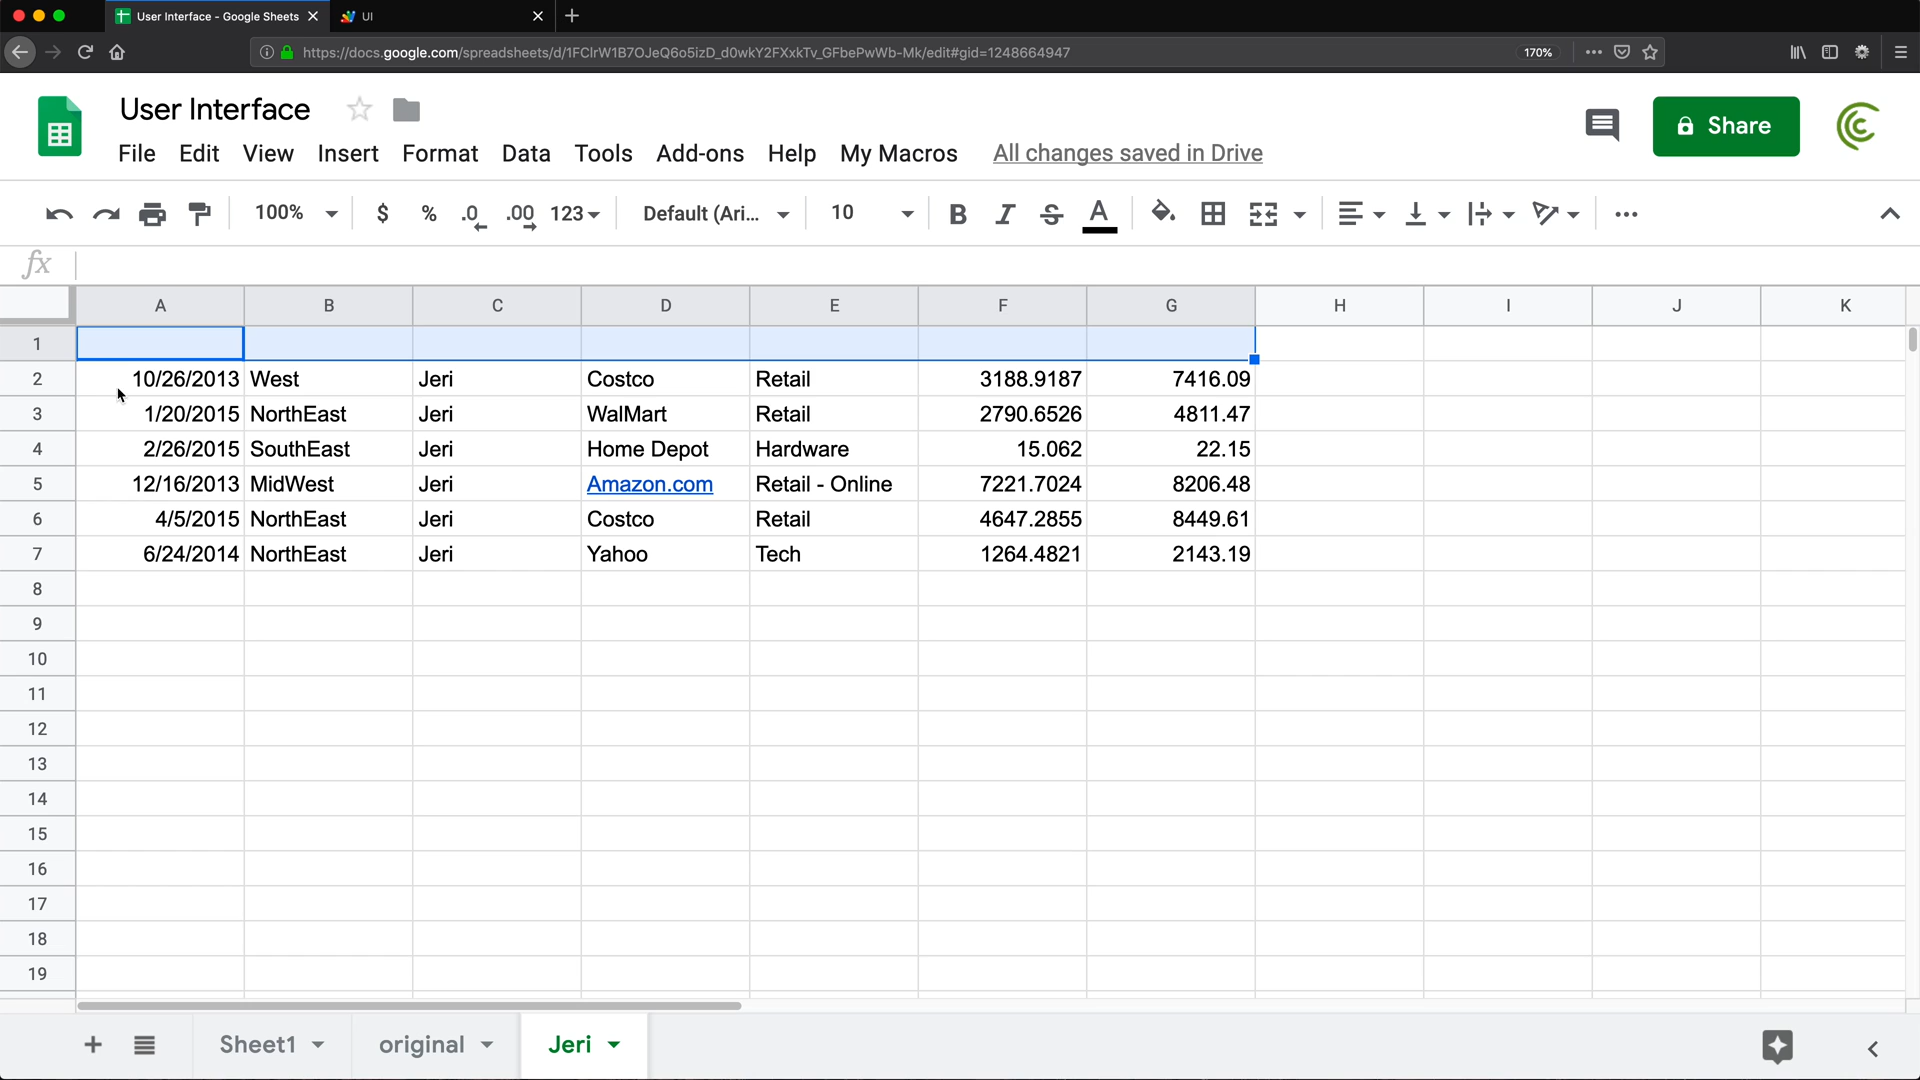 User Interface - Google Sheets
UI
https://docs.google.com/spreadsheets/d/1FClrW1B7OJeQ6o5izD_d0wkY2FXxkTv_GFbePwWb-Mk/edit#gid=1248664947
170%
User Interface
File Edit View Insert Format Data Tools Add-ons Help My Macros All changes saved in Drive
Share
100% $ % .0 .00 123 Default (Ari... 10 B I S A
fx
A B C D E F G H I J K
1
2 10/26/2013 West Jeri Costco Retail 3188.9187 7416.09
3 1/20/2015 NorthEast Jeri WalMart Retail 2790.6526 4811.47
4 2/26/2015 SouthEast Jeri Home Depot Hardware 15.062 22.15
5 12/16/2013 MidWest Jeri Amazon.com Retail - Online 7221.7024 8206.48
6 4/5/2015 NorthEast Jeri Costco Retail 4647.2855 8449.61
7 6/24/2014 NorthEast Jeri Yahoo Tech 1264.4821 2143.19
8
9
10
11
12
13
14
15
16
17
18
19
Sheet1 original Jeri